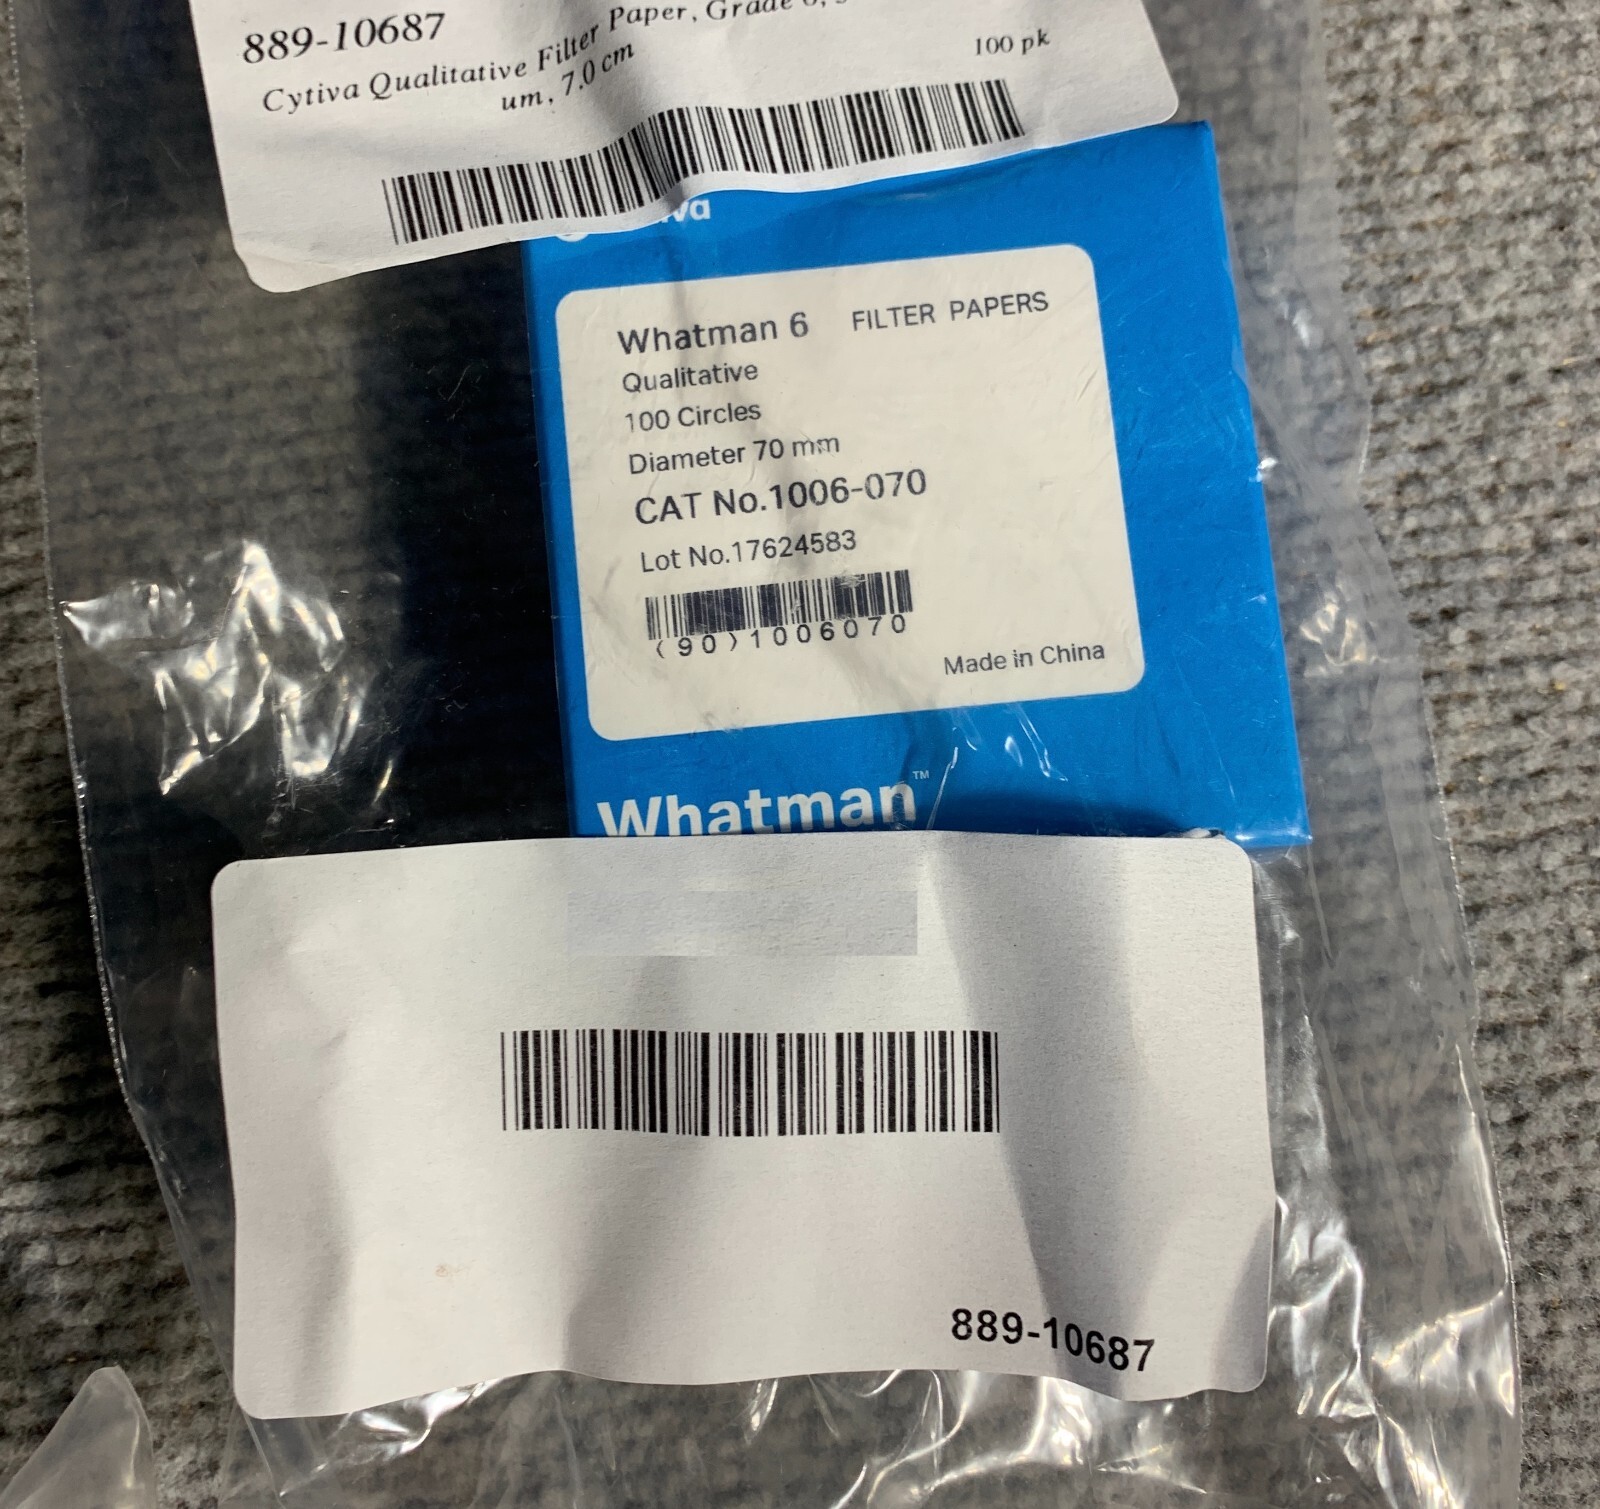 889-10687
Cytiva Qualitative Filter Paper, Grade 6,
um, 7.0 cm
100 pk
Whatman 6 FILTER PAPERS
Qualitative
100 Circles
Diameter 70 mm
CAT No.1006-070
Lot No.17624583
(90)1006070
Made in China
Whatman™
889-10687